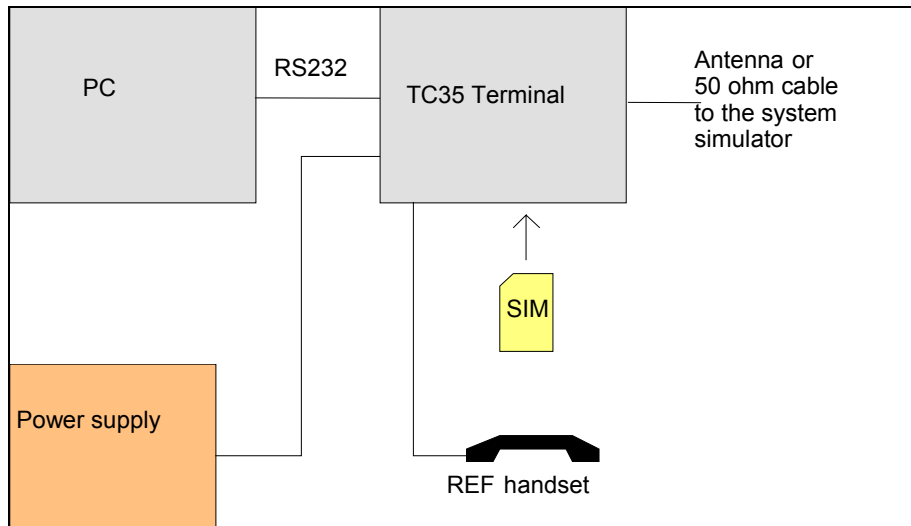 PC
RS232
TC35 Terminal
Antenna or
50 ohm cable
to the system
simulator
SIM
Power supply
REF handset